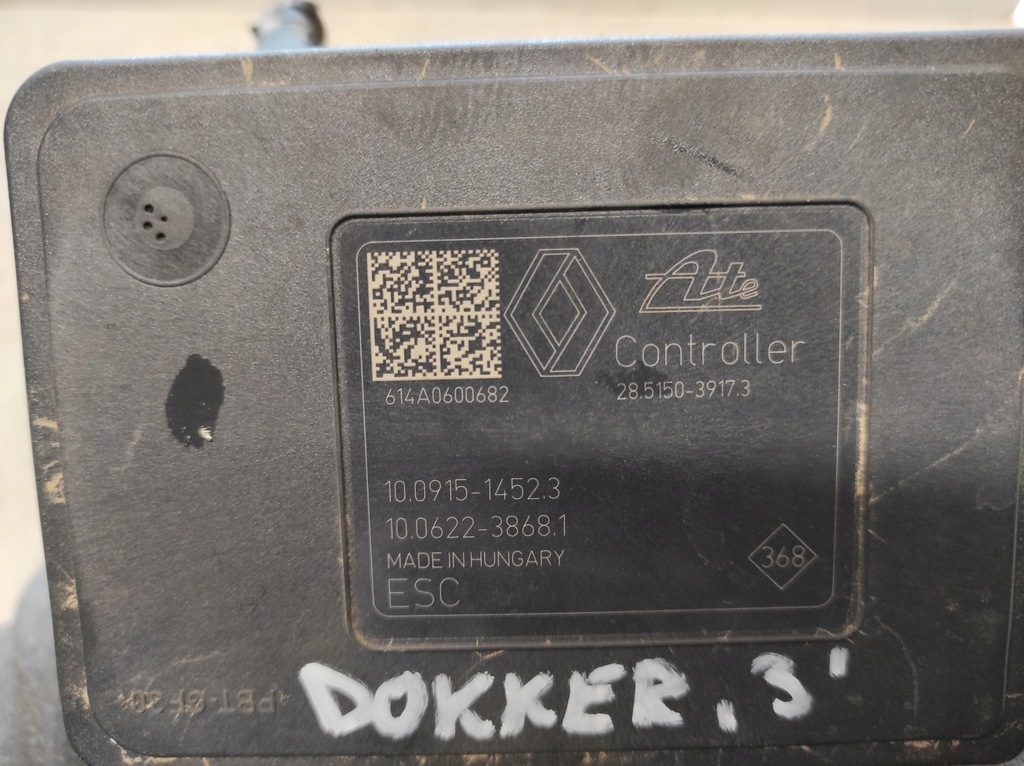 Ate
Controller
614A0600682
28.5150-3917.3
10.0915-1452.3
10.0622-3868.1
MADE IN HUNGARY
368
ESC
DOKKER. 3'
>PBT-GF30<